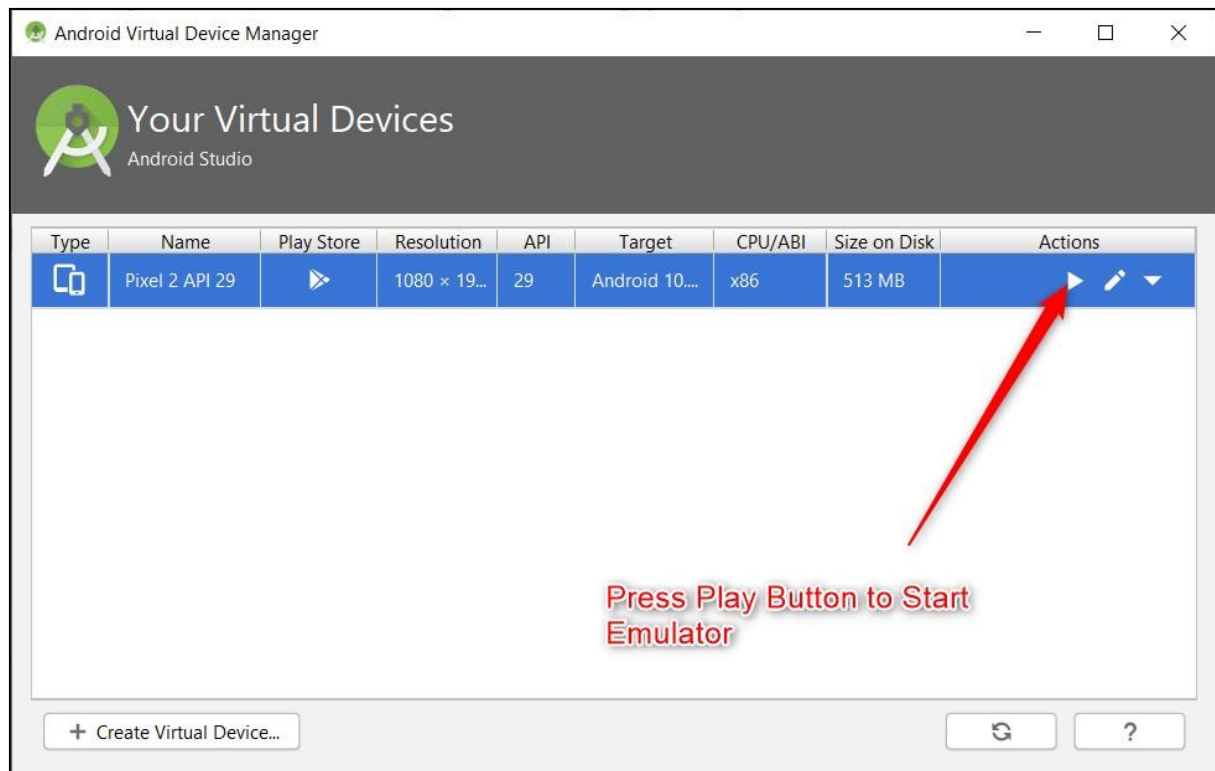 Android Virtual Device Manager
Your Virtual Devices
Android Studio
Type Name Play Store Resolution API Target CPU/ABI Size on Disk Actions
Pixel 2 API 29 1080 × 19... 29 Android 10.... x86 513 MB
Press Play Button to Start
Emulator
+ Create Virtual Device... ?